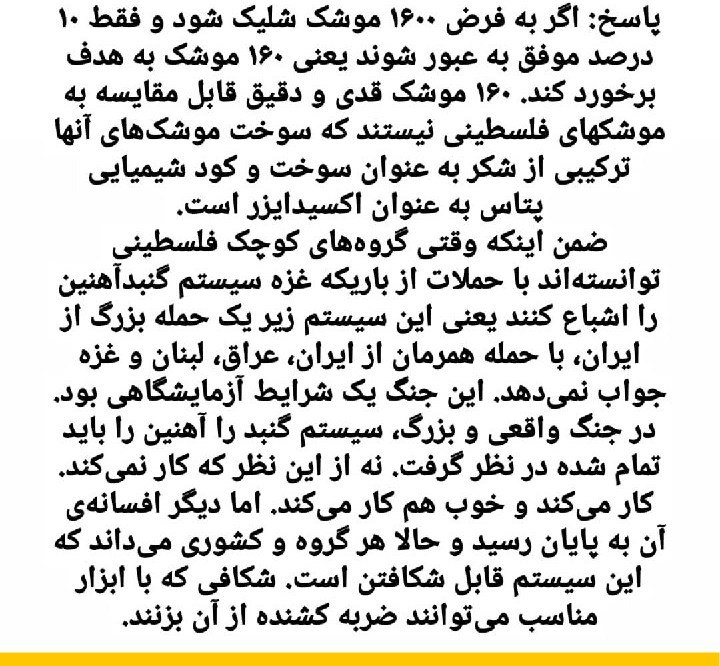 پاسخ: اگر به فرض ۱۶۰۰ موشک شلیک شود و فقط ۱۰
درصد موفق به عبور شوند یعنی ۱۶۰ موشک به هدف
برخورد کند. ۱۶۰ موشک قدی و دقیق قابل مقایسه به
موشکهای فلسطینی نیستند که سوخت موشک‌های آنها
ترکیبی از شکر به عنوان سوخت و کود شیمیایی
پتاس به عنوان اکسیدایزر است.
ضمن اینکه وقتی گروه‌های کوچک فلسطینی
توانسته‌اند با حملات از باریکه غزه سیستم گنبدآهنین
را اشباع کنند یعنی این سیستم زیر یک حمله بزرگ از
ایران، با حمله همرمان از ایران، عراق، لبنان و غزه
جواب نمی‌دهد. این جنگ یک شرایط آزمایشگاهی بود.
در جنگ واقعی و بزرگ، سیستم گنبد را آهنین را باید
تمام شده در نظر گرفت. نه از این نظر که کار نمی‌کند.
کار می‌کند و خوب هم کار می‌کند. اما دیگر افسانه‌ی
آن به پایان رسید و حالا هر گروه و کشوری می‌داند که
این سیستم قابل شکافتن است. شکافی که با ابزار
مناسب می‌توانند ضربه کشنده از آن بزنند.